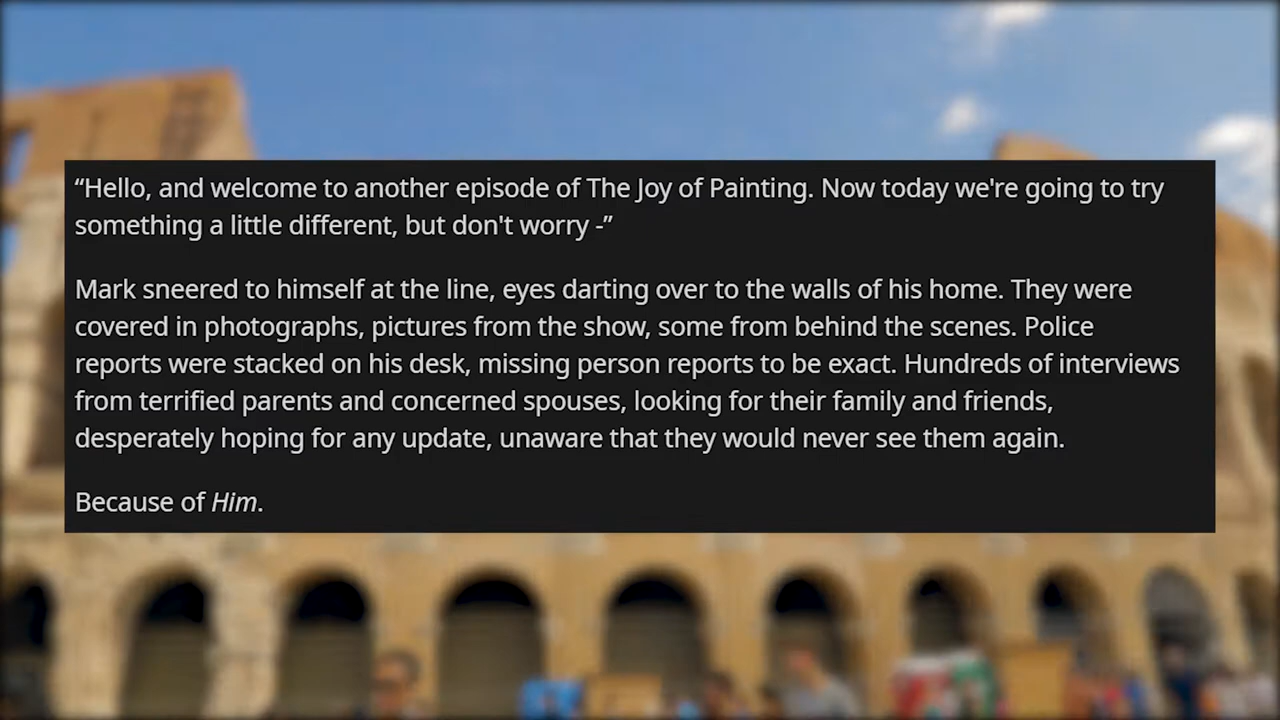 “Hello, and welcome to another episode of The Joy of Painting. Now today we're going to try
something a little different, but don't worry -”
Mark sneered to himself at the line, eyes darting over to the walls of his home. They were
covered in photographs, pictures from the show, some from behind the scenes. Police
reports were stacked on his desk, missing person reports to be exact. Hundreds of interviews
from terrified parents and concerned spouses, looking for their family and friends,
desperately hoping for any update, unaware that they would never see them again.
Because of Him.